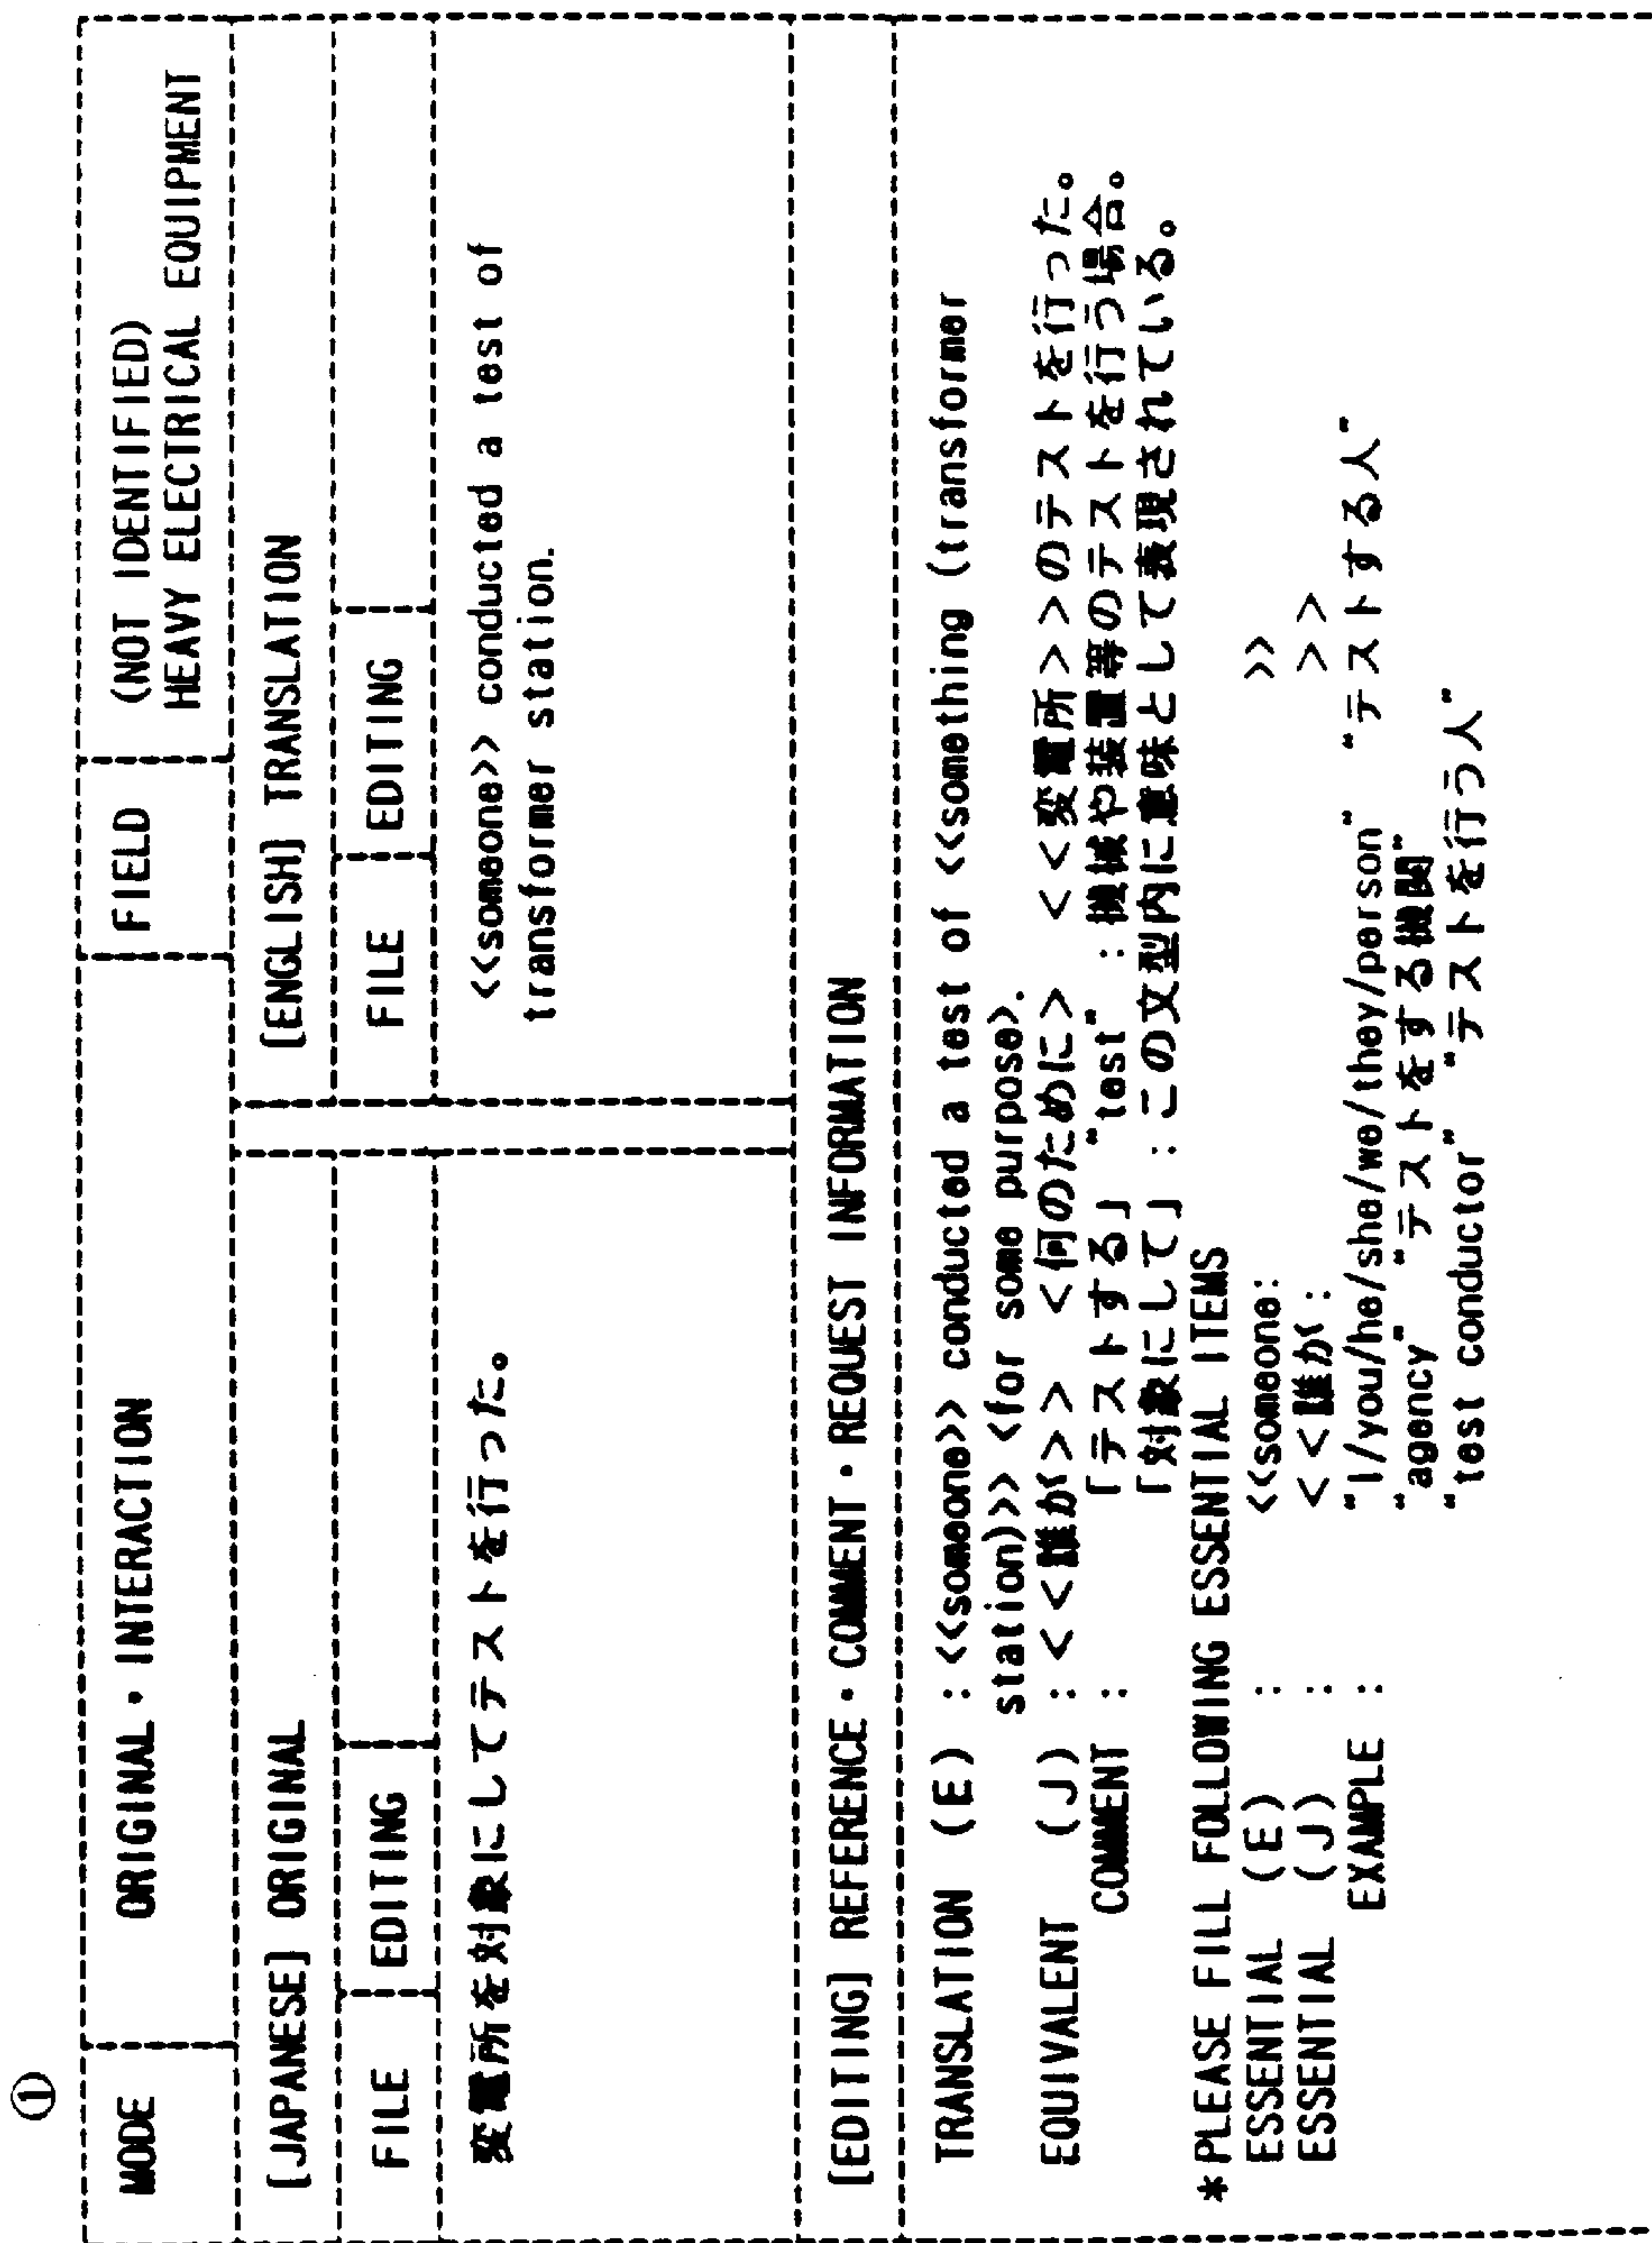 ①
MODE ORIGINAL・INTERACTION FIELD (NOT IDENTIFIED)
HEAVY ELECTRICAL EQUIPMENT
[JAPANESE] ORIGINAL [ENGLISH] TRANSLATION
FILE EDITING FILE EDITING
変電所を対象にしてテストを行った。 <<someone>> conducted a test of
transformer station.
[EDITING] REFERENCE・COMMENT・REQUEST INFORMATION
TRANSLATION (E) : <<someone>> conducted a test of <<something (transformer
station)>> <for some purpose>.
EQUIVALENT (J) : <<誰が>> <何のために> <<変電所>>のテストを行った。
COMMENT : 「テストする」 "test" : 機械や装置等のテストを行う場合。
「対象にして」 : この文型内に意味として表現されている。
*PLEASE FILL FOLLOWING ESSENTIAL ITEMS
ESSENTIAL (E) : <<someone: >>
ESSENTIAL (J) : <<誰が: >>
EXAMPLE : "I/you/he/she/we/they/person" "テストする人"
"agency" "テストをする機関"
"test conductor" "テストを行う人"